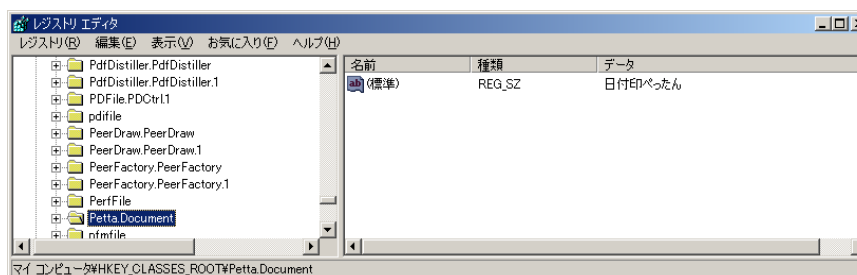 レジストリ エディタ
レジストリ(R) 編集(E) 表示(V) お気に入り(F) ヘルプ(H)
PdfDistiller.PdfDistiller
PdfDistiller.PdfDistiller.1
PDFile.PDCtrl.1
pdifile
PeerDraw.PeerDraw
PeerDraw.PeerDraw.1
PeerFactory.PeerFactory
PeerFactory.PeerFactory.1
PerfFile
Petta.Document
pfmfile
名前 種類 データ
ab (標準) REG_SZ 日付印ぺったん
マイ コンピュータ¥HKEY_CLASSES_ROOT¥Petta.Document